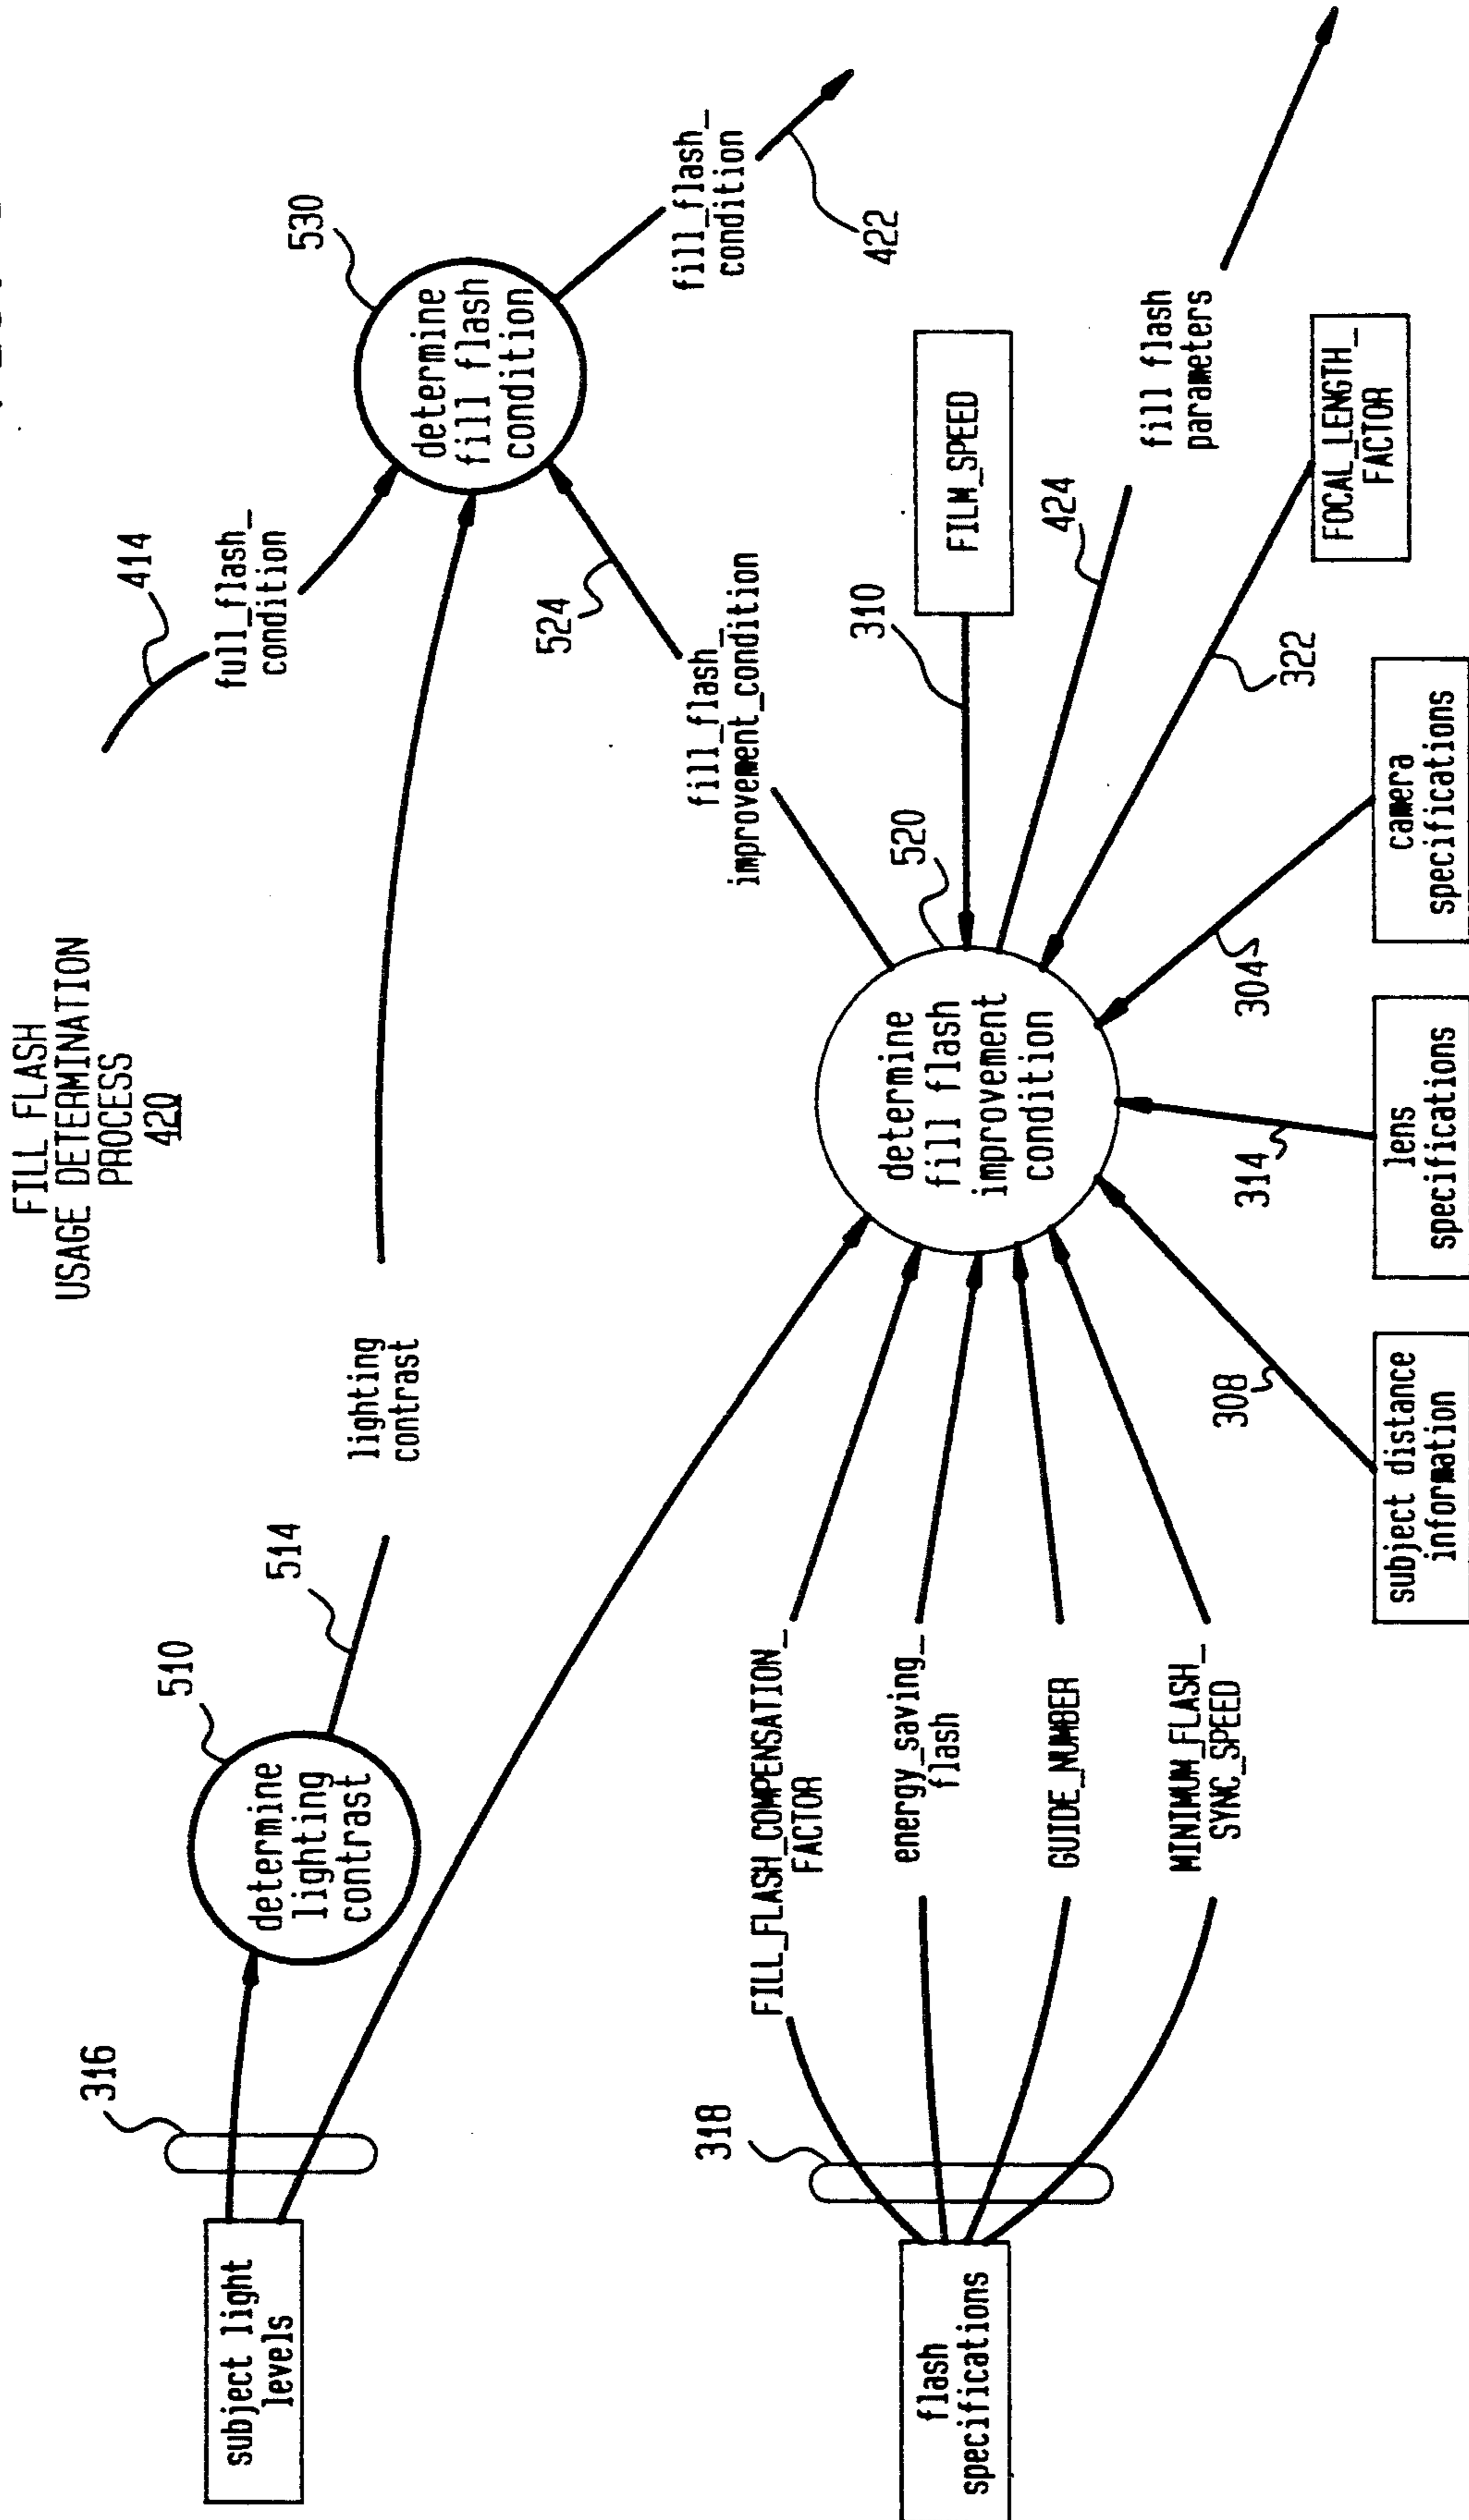 FILL FLASH
USAGE DETERMINATION
PROCESS
420
414
full_flash_
condition
530
determine
fill flash
condition
fill_flash_
condition
422
316
subject light
levels
510
determine
lighting
contrast
514
lighting
contrast
524
fill_flash_
improvement_condition
318
flash
specifications
FILL_FLASH_COMPENSATION_
FACTOR
energy_saving_
flash
GUIDE_NUMBER
MINIMUM_FLASH_
SYNC_SPEED
520
determine
fill flash
improvement
condition
310
FILM_SPEED
424
fill flash
parameters
322
FOCAL_LENGTH_
FACTOR
308
subject distance
information
314
lens
specifications
304
camera
specifications